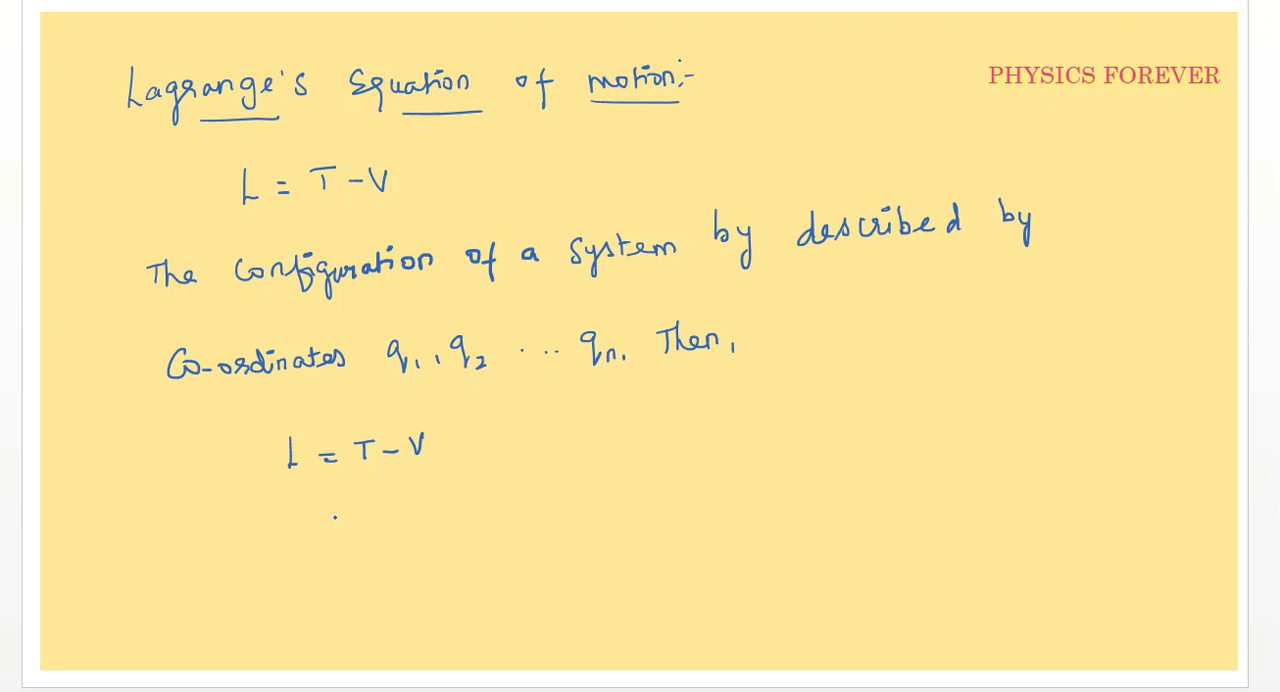 Lagrange's Equation of motion:-
PHYSICS FOREVER
L = T - V
The configuration of a system by described by
Co-ordinates q₁, q₂ ... qₙ. Then,
L = T - V